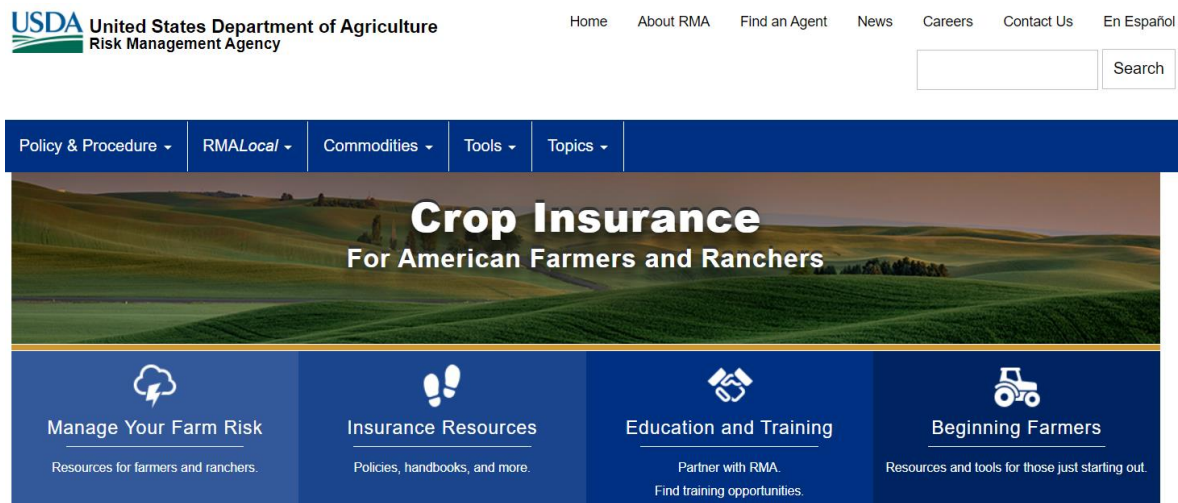 USDA United States Department of Agriculture
Risk Management Agency
Home About RMA Find an Agent News Careers Contact Us En Español
Search
Policy & Procedure RMALocal Commodities Tools Topics
Crop Insurance
For American Farmers and Ranchers
Manage Your Farm Risk
Resources for farmers and ranchers.
Insurance Resources
Policies, handbooks, and more.
Education and Training
Partner with RMA.
Find training opportunities.
Beginning Farmers
Resources and tools for those just starting out.